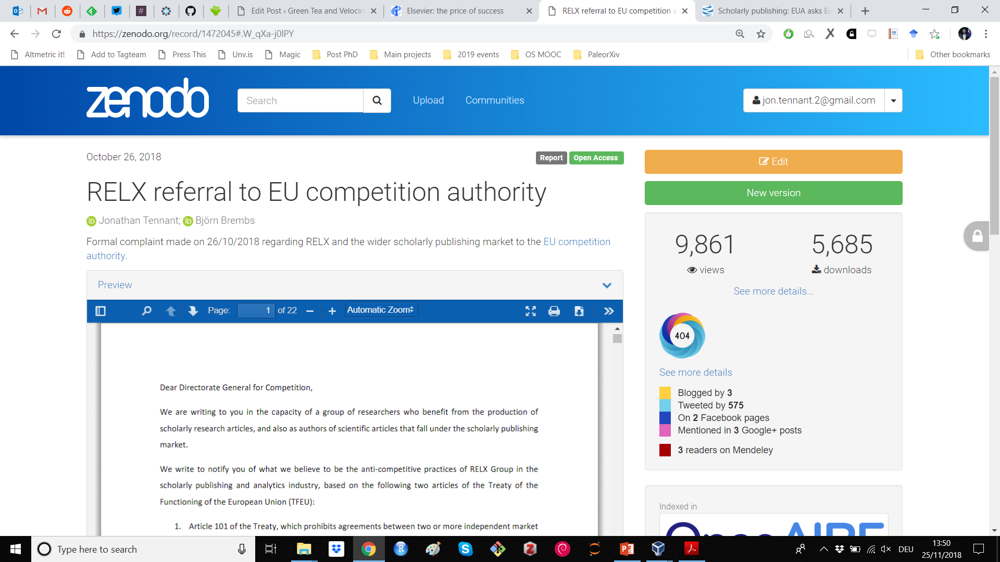 Edit Post ‹ Green Tea and Velocira
Elsevier: the price of success
RELX referral to EU competition a
Scholarly publishing: EUA asks Eu
https://zenodo.org/record/1472045#.W_qXa-j0lPY
Altmetric it!
Add to Tagteam
Press This
Unv.is
Magic
Post PhD
Main projects
2019 events
OS MOOC
PaleorXiv
Other bookmarks
zenodo
Search
Upload
Communities
jon.tennant.2@gmail.com
October 26, 2018
Report
Open Access
RELX referral to EU competition authority
iD Jonathan Tennant; iD Björn Brembs
Formal complaint made on 26/10/2018 regarding RELX and the wider scholarly publishing market to the EU competition
authority.
Preview
Page: 1 of 22
Automatic Zoom
Dear Directorate General for Competition,
We are writing to you in the capacity of a group of researchers who benefit from the production of
scholarly research articles, and also as authors of scientific articles that fall under the scholarly publishing
market.
We write to notify you of what we believe to be the anti-competitive practices of RELX Group in the
scholarly publishing and analytics industry, based on the following two articles of the Treaty of the
Functioning of the European Union (TFEU):
1. Article 101 of the Treaty, which prohibits agreements between two or more independent market
Edit
New version
9,861
views
5,685
downloads
See more details...
404
See more details
Blogged by 3
Tweeted by 575
On 2 Facebook pages
Mentioned in 3 Google+ posts
3 readers on Mendeley
Indexed in
OpenAIRE
Type here to search
DEU
13:50
25/11/2018